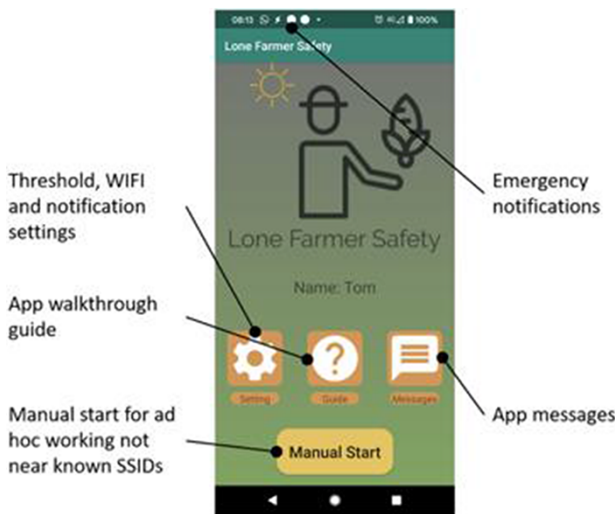 08:13
4G 100%
Lone Farmer Safety
Threshold, WIFI
and notification
settings
Emergency
notifications
Lone Farmer Safety
Name: Tom
App walkthrough
guide
Setting
Guide
Messages
App messages
Manual start for ad
hoc working not
near known SSIDs
Manual Start